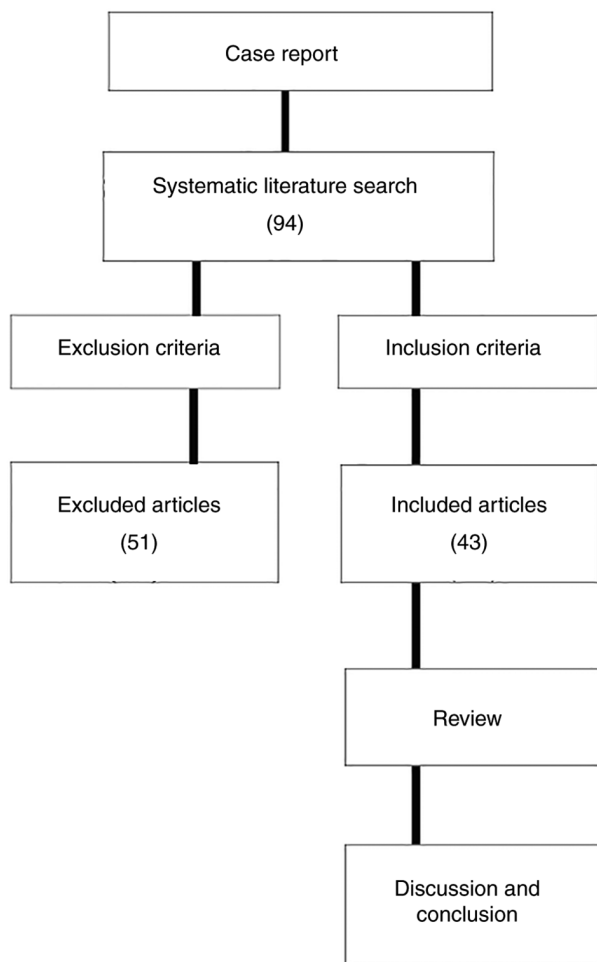 Case report
Systematic literature search
(94)
Exclusion criteria
Inclusion criteria
Excluded articles
(51)
Included articles
(43)
Review
Discussion and
conclusion